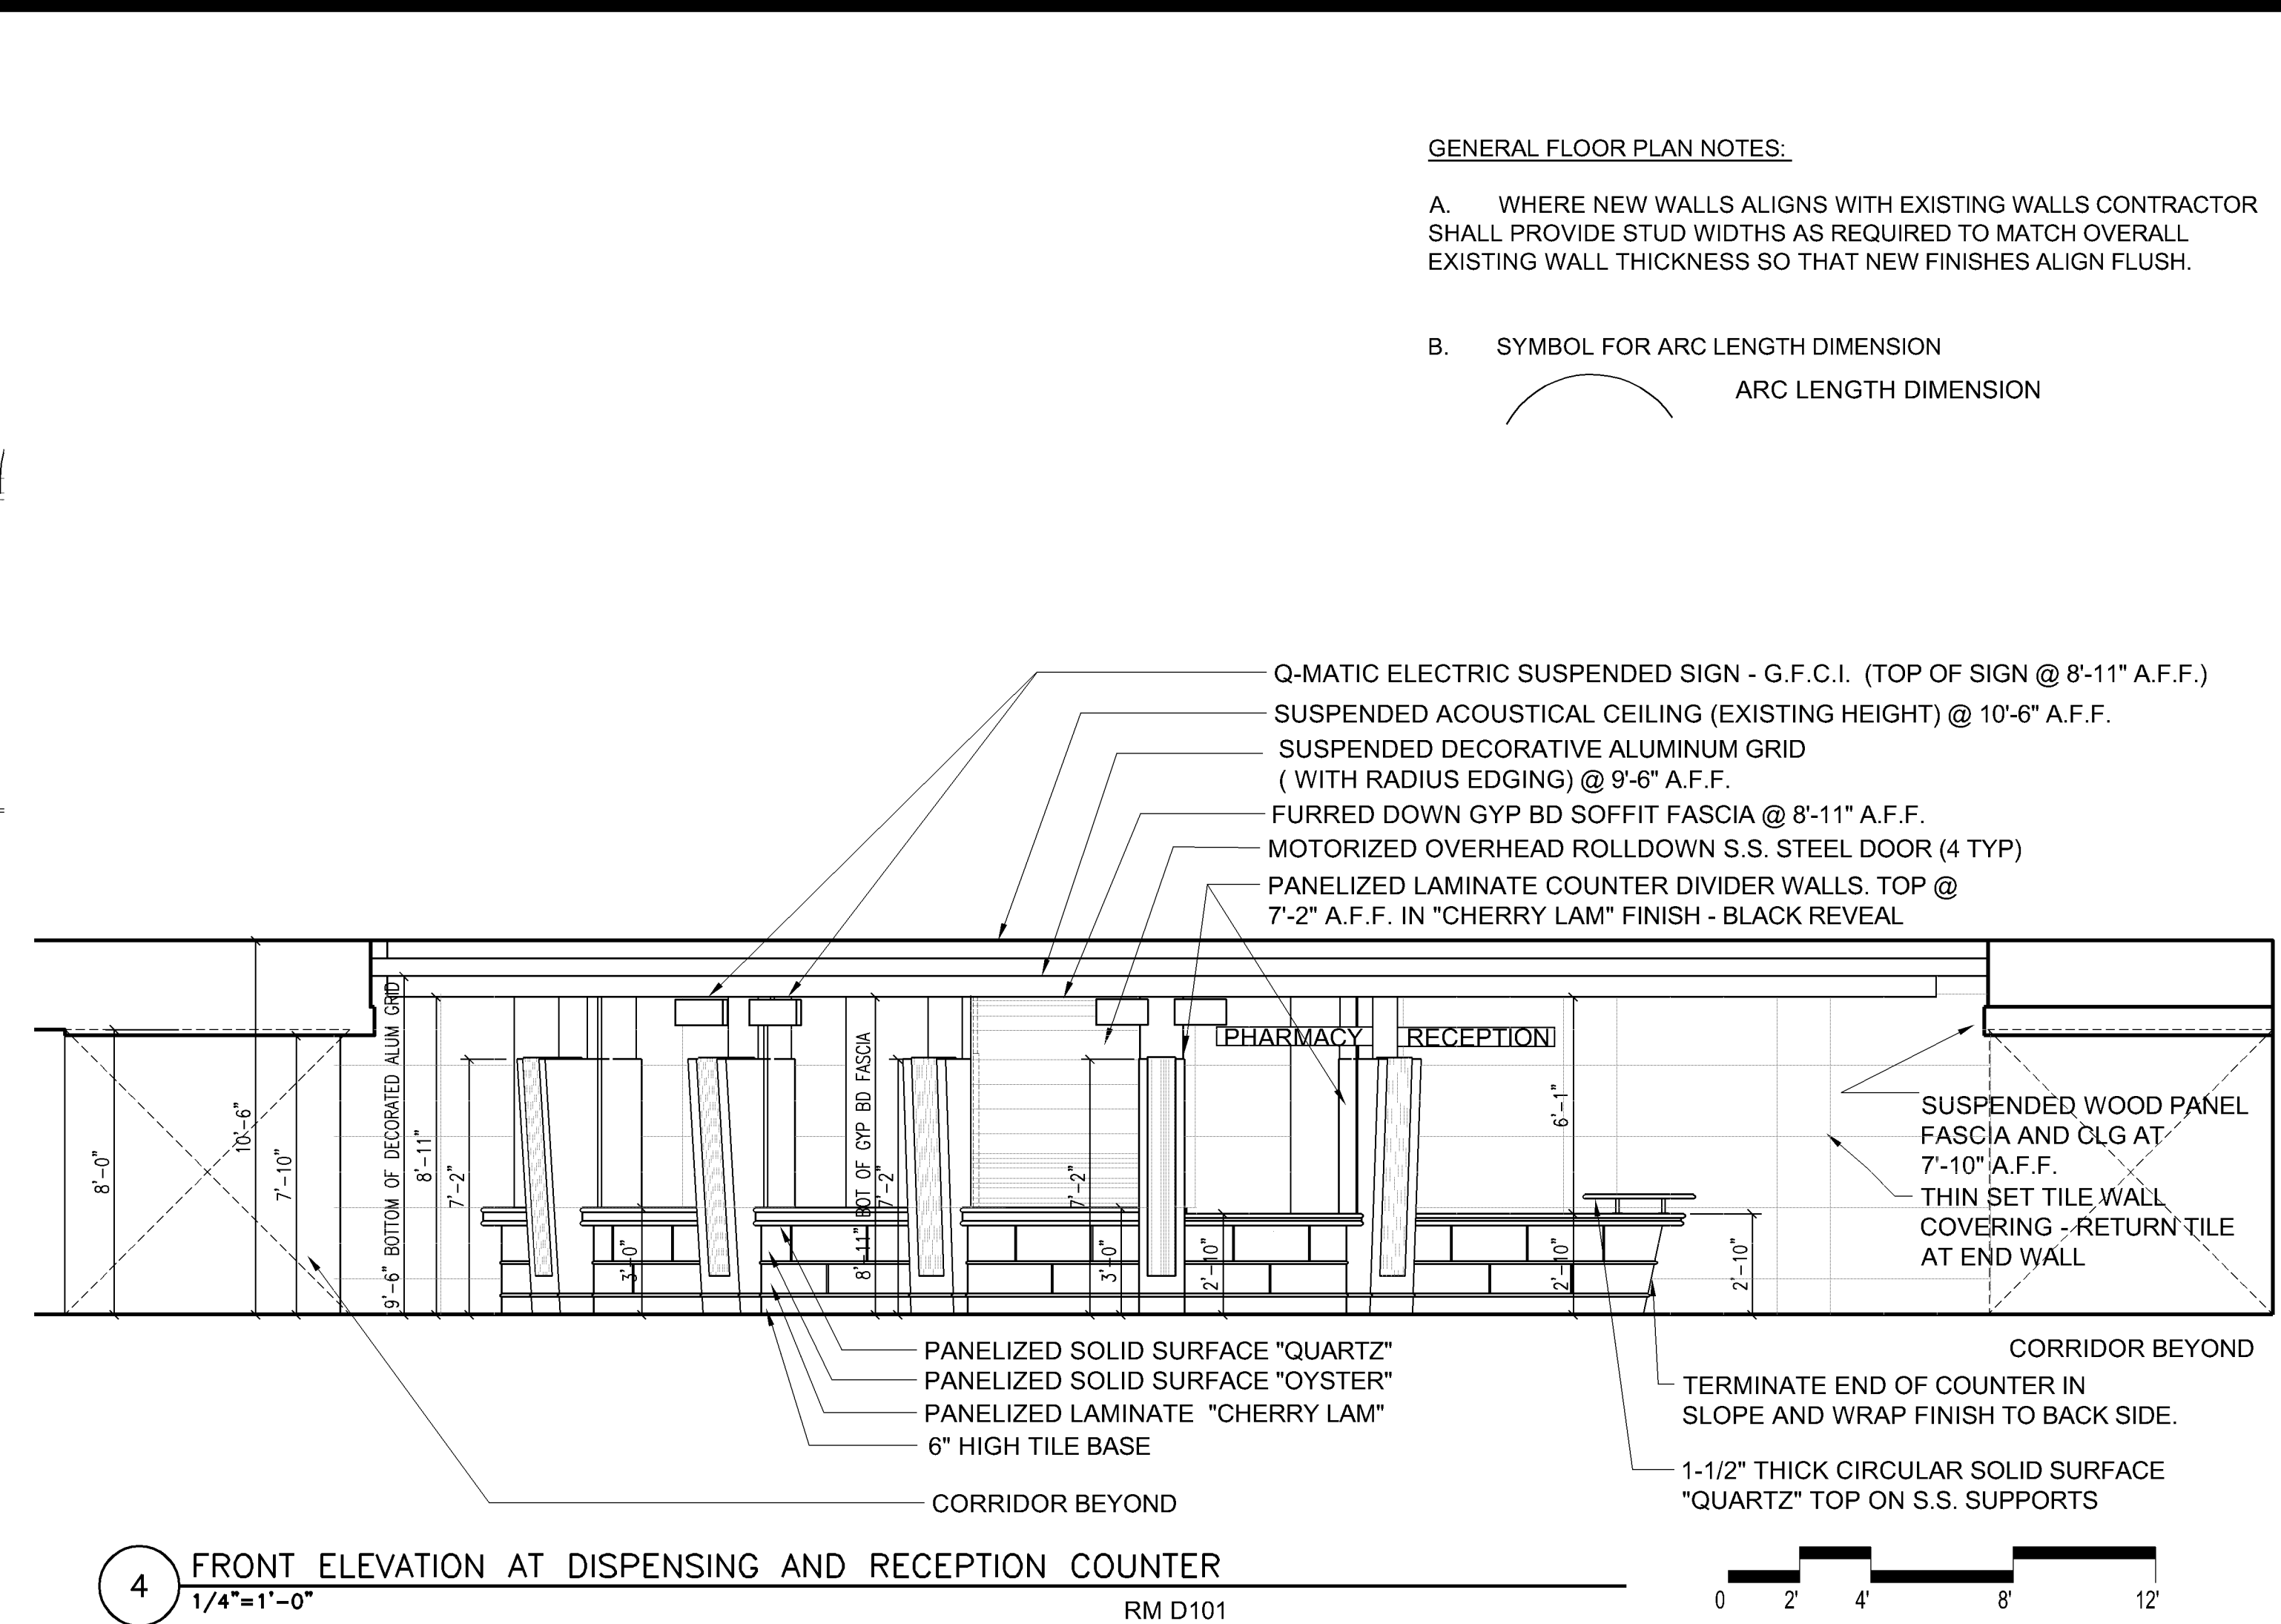 GENERAL FLOOR PLAN NOTES:
A. WHERE NEW WALLS ALIGNS WITH EXISTING WALLS CONTRACTOR
SHALL PROVIDE STUD WIDTHS AS REQUIRED TO MATCH OVERALL
EXISTING WALL THICKNESS SO THAT NEW FINISHES ALIGN FLUSH.
B. SYMBOL FOR ARC LENGTH DIMENSION
ARC LENGTH DIMENSION
Q-MATIC ELECTRIC SUSPENDED SIGN - G.F.C.I. (TOP OF SIGN @ 8'-11" A.F.F.)
SUSPENDED ACOUSTICAL CEILING (EXISTING HEIGHT) @ 10'-6" A.F.F.
SUSPENDED DECORATIVE ALUMINUM GRID
( WITH RADIUS EDGING) @ 9'-6" A.F.F.
FURRED DOWN GYP BD SOFFIT FASCIA @ 8'-11" A.F.F.
MOTORIZED OVERHEAD ROLLDOWN S.S. STEEL DOOR (4 TYP)
PANELIZED LAMINATE COUNTER DIVIDER WALLS. TOP @
7'-2" A.F.F. IN "CHERRY LAM" FINISH - BLACK REVEAL
8'-0"
10'-6"
7'-10"
9'-6" BOTTOM OF DECORATED ALUM GRID
8'-11"
7'-2"
3'-0"
8'-11" BOT OF GYP BD FASCIA
7'-2"
7'-2"
3'-0"
2'-10"
PHARMACY
RECEPTION
6'-1"
2'-10"
2'-10"
SUSPENDED WOOD PANEL
FASCIA AND CLG AT
7'-10" A.F.F.
THIN SET TILE WALL
COVERING - RETURN TILE
AT END WALL
PANELIZED SOLID SURFACE "QUARTZ"
PANELIZED SOLID SURFACE "OYSTER"
PANELIZED LAMINATE "CHERRY LAM"
6" HIGH TILE BASE
CORRIDOR BEYOND
CORRIDOR BEYOND
TERMINATE END OF COUNTER IN
SLOPE AND WRAP FINISH TO BACK SIDE.
1-1/2" THICK CIRCULAR SOLID SURFACE
"QUARTZ" TOP ON S.S. SUPPORTS
4
FRONT ELEVATION AT DISPENSING AND RECEPTION COUNTER
1/4"=1'-0"
RM D101
0 2' 4' 8' 12'